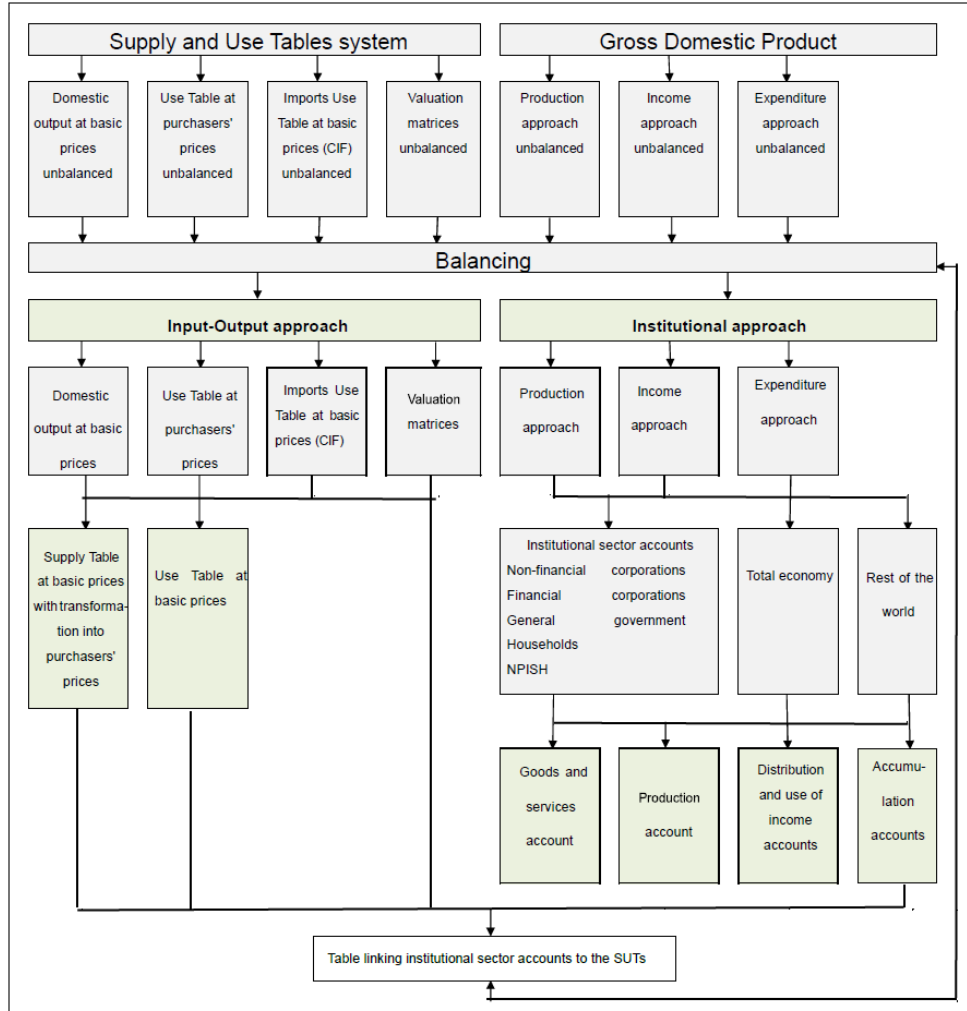 Supply and Use Tables system
Gross Domestic Product
Domestic
output at basic
prices
unbalanced
Use Table at
purchasers'
prices
unbalanced
Imports Use
Table at basic
prices (CIF)
unbalanced
Valuation
matrices
unbalanced
Production
approach
unbalanced
Income
approach
unbalanced
Expenditure
approach
unbalanced
Balancing
Input-Output approach
Institutional approach
Domestic
output at basic
prices
Use Table at
purchasers'
prices
Imports Use
Table at basic
prices (CIF)
Valuation
matrices
Production
approach
Income
approach
Expenditure
approach
Supply Table
at basic prices
with transforma-
tion into
purchasers'
prices
Use Table at
basic prices
Institutional sector accounts
Non-financial corporations
Financial corporations
General government
Households
NPISH
Total economy
Rest of the
world
Goods and
services
account
Production
account
Distribution
and use of
income
accounts
Accumu-
lation
accounts
Table linking institutional sector accounts to the SUTs